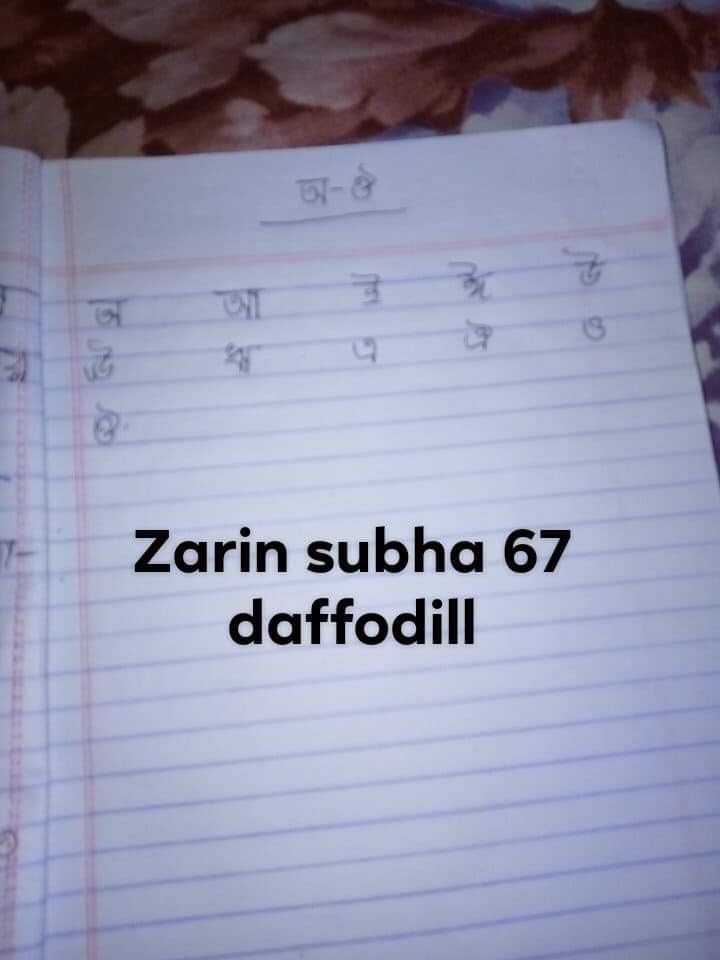 অ-ঔ
অ আ ই ঈ উ
ঊ ঋ এ ঐ ও
ঔ
Zarin subha 67
daffodill